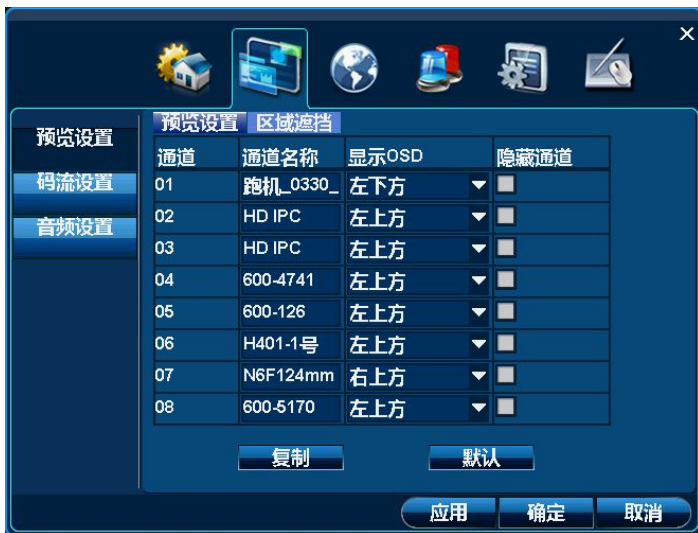 预览设置 区域遮挡
预览设置
码流设置
音频设置
通道 通道名称 显示OSD 隐藏通道
01 跑机_0330_ 左下方
02 HD IPC 左上方
03 HD IPC 左上方
04 600-4741 左上方
05 600-126 左上方
06 H401-1号 左上方
07 N6F124mm 右上方
08 600-5170 左上方
复制 默认
应用 确定 取消